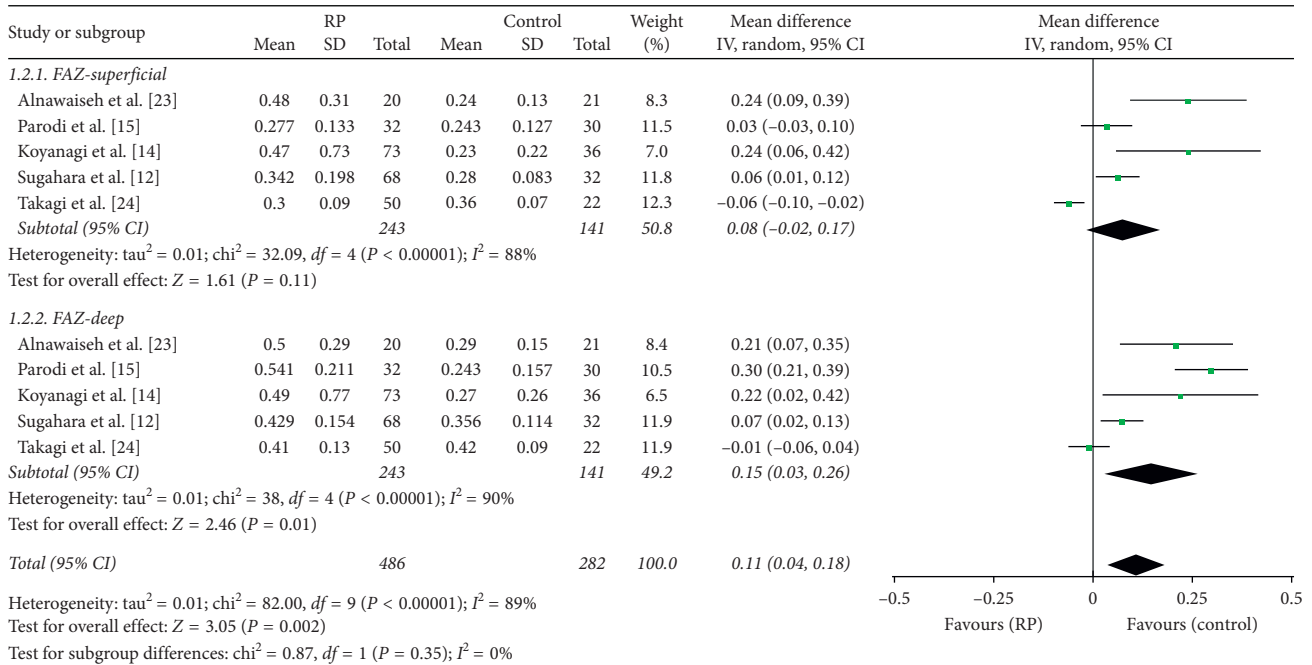 Study or subgroup RP Control Weight (%) Mean difference IV, random, 95% CI Mean difference IV, random, 95% CI
Mean SD Total Mean SD Total
1.2.1. FAZ-superficial
Alnawaiseh et al. [23] 0.48 0.31 20 0.24 0.13 21 8.3 0.24 (0.09, 0.39)
Parodi et al. [15] 0.277 0.133 32 0.243 0.127 30 11.5 0.03 (–0.03, 0.10)
Koyanagi et al. [14] 0.47 0.73 73 0.23 0.22 36 7.0 0.24 (0.06, 0.42)
Sugahara et al. [12] 0.342 0.198 68 0.28 0.083 32 11.8 0.06 (0.01, 0.12)
Takagi et al. [24] 0.3 0.09 50 0.36 0.07 22 12.3 –0.06 (–0.10, –0.02)
Subtotal (95% CI) 243 141 50.8 0.08 (–0.02, 0.17)
Heterogeneity: tau² = 0.01; chi² = 32.09, df = 4 (P < 0.00001); I² = 88%
Test for overall effect: Z = 1.61 (P = 0.11)
1.2.2. FAZ-deep
Alnawaiseh et al. [23] 0.5 0.29 20 0.29 0.15 21 8.4 0.21 (0.07, 0.35)
Parodi et al. [15] 0.541 0.211 32 0.243 0.157 30 10.5 0.30 (0.21, 0.39)
Koyanagi et al. [14] 0.49 0.77 73 0.27 0.26 36 6.5 0.22 (0.02, 0.42)
Sugahara et al. [12] 0.429 0.154 68 0.356 0.114 32 11.9 0.07 (0.02, 0.13)
Takagi et al. [24] 0.41 0.13 50 0.42 0.09 22 11.9 –0.01 (–0.06, 0.04)
Subtotal (95% CI) 243 141 49.2 0.15 (0.03, 0.26)
Heterogeneity: tau² = 0.01; chi² = 38, df = 4 (P < 0.00001); I² = 90%
Test for overall effect: Z = 2.46 (P = 0.01)
Total (95% CI) 486 282 100.0 0.11 (0.04, 0.18)
Heterogeneity: tau² = 0.01; chi² = 82.00, df = 9 (P < 0.00001); I² = 89%
Test for overall effect: Z = 3.05 (P = 0.002)
Test for subgroup differences: chi² = 0.87, df = 1 (P = 0.35); I² = 0%
–0.5 –0.25 0 0.25 0.5
Favours (RP) Favours (control)